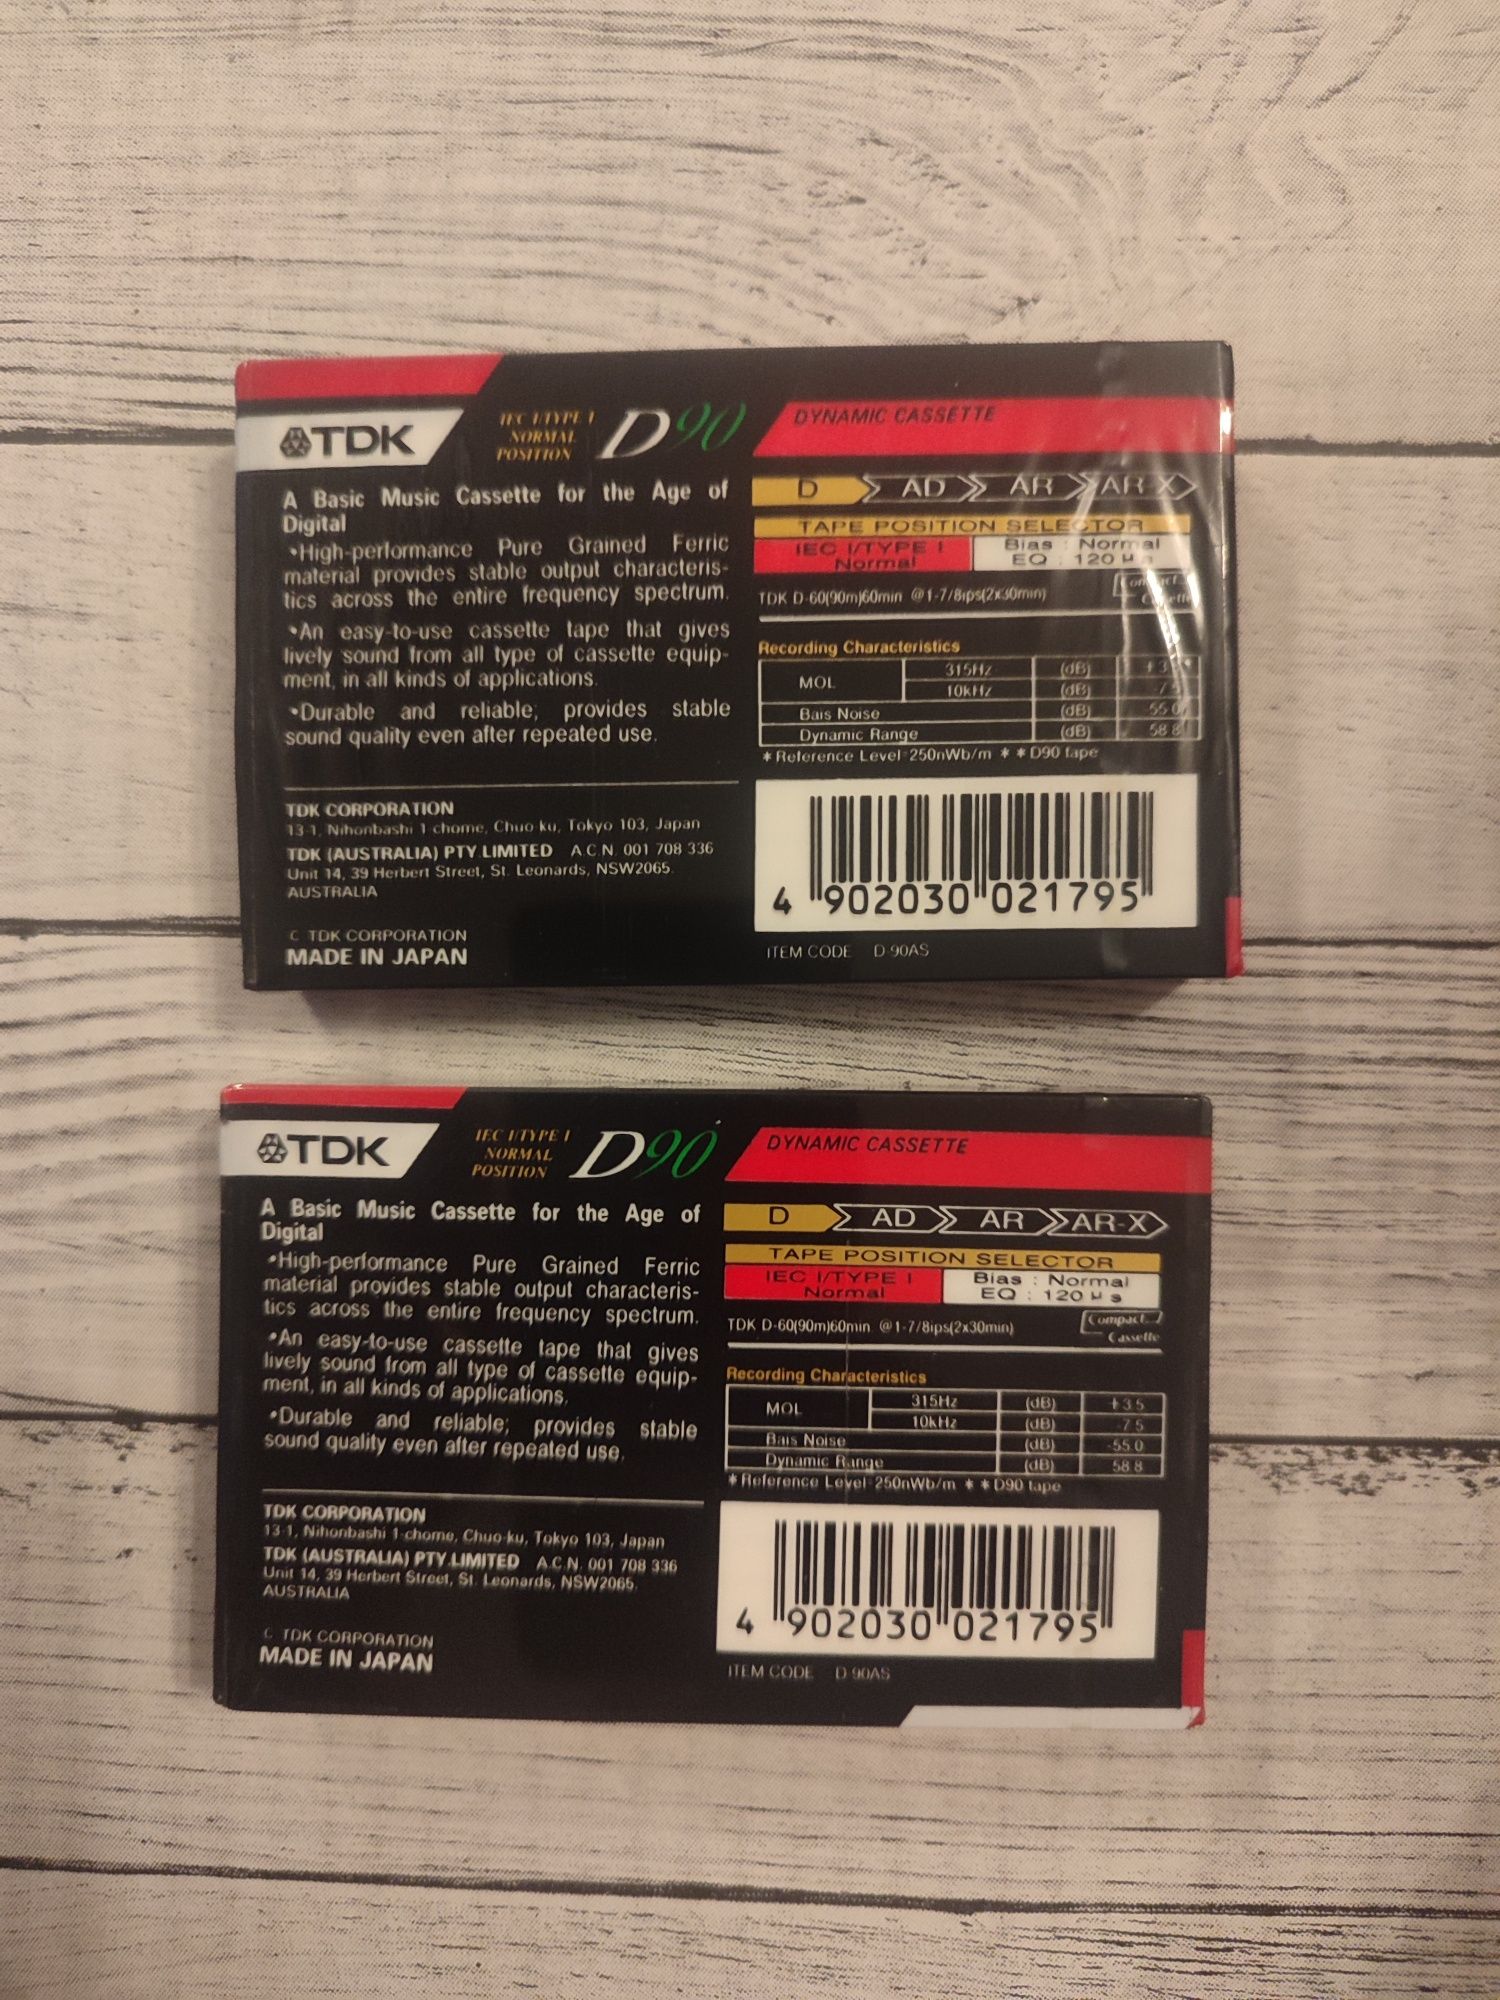 TDK
IEC I/TYPE I
NORMAL
POSITION
D90
DYNAMIC CASSETTE
A Basic Music Cassette for the Age of
Digital
•High-performance Pure Grained Ferric
material provides stable output characteris-
tics across the entire frequency spectrum.
•An easy-to-use cassette tape that gives
lively sound from all type of cassette equip-
ment, in all kinds of applications.
•Durable and reliable; provides stable
sound quality even after repeated use.
TDK CORPORATION
13-1, Nihonbashi 1 chome, Chuo ku, Tokyo 103, Japan
TDK (AUSTRALIA) PTY.LIMITED A.C.N. 001 708 336
Unit 14, 39 Herbert Street, St. Leonards, NSW2065.
AUSTRALIA
C TDK CORPORATION
MADE IN JAPAN
D AD AR AR-X
TAPE POSITION SELECTOR
IEC I/TYPE I
Normal
Bias : Normal
EQ : 120 μs
TDK D-60(90m)60min @1-7/8ips(2x30min)
Compact
Cassette
Recording Characteristics
MOL 315Hz (dB)
10kHz (dB)
Bais Noise (dB) 55.0
Dynamic Range (dB) 58.8
*Reference Level-250nWb/m * *D90 tape
4 902030 021795
ITEM CODE D-90AS
TDK
IEC I/TYPE I
NORMAL
POSITION
D90
DYNAMIC CASSETTE
A Basic Music Cassette for the Age of
Digital
•High-performance Pure Grained Ferric
material provides stable output characteris-
tics across the entire frequency spectrum.
•An easy-to-use cassette tape that gives
lively sound from all type of cassette equip-
ment, in all kinds of applications.
•Durable and reliable; provides stable
sound quality even after repeated use.
TDK CORPORATION
13-1, Nihonbashi 1-chome, Chuo-ku, Tokyo 103, Japan
TDK (AUSTRALIA) PTY.LIMITED A.C.N. 001 708 336
Unit 14, 39 Herbert Street, St. Leonards, NSW2065.
AUSTRALIA
C TDK CORPORATION
MADE IN JAPAN
D AD AR AR-X
TAPE POSITION SELECTOR
IEC I/TYPE I
Normal
Bias : Normal
EQ : 120 μs
TDK D-60(90m)60min @1-7/8ips(2x30min)
Compact
Cassette
Recording Characteristics
MOL 315Hz (dB) +3.5
10kHz (dB) 7.5
Bais Noise (dB) -55.0
Dynamic Range (dB) 58.8
*Reference Level-250nWb/m * *D90 tape
4 902030 021795
ITEM CODE D-90AS